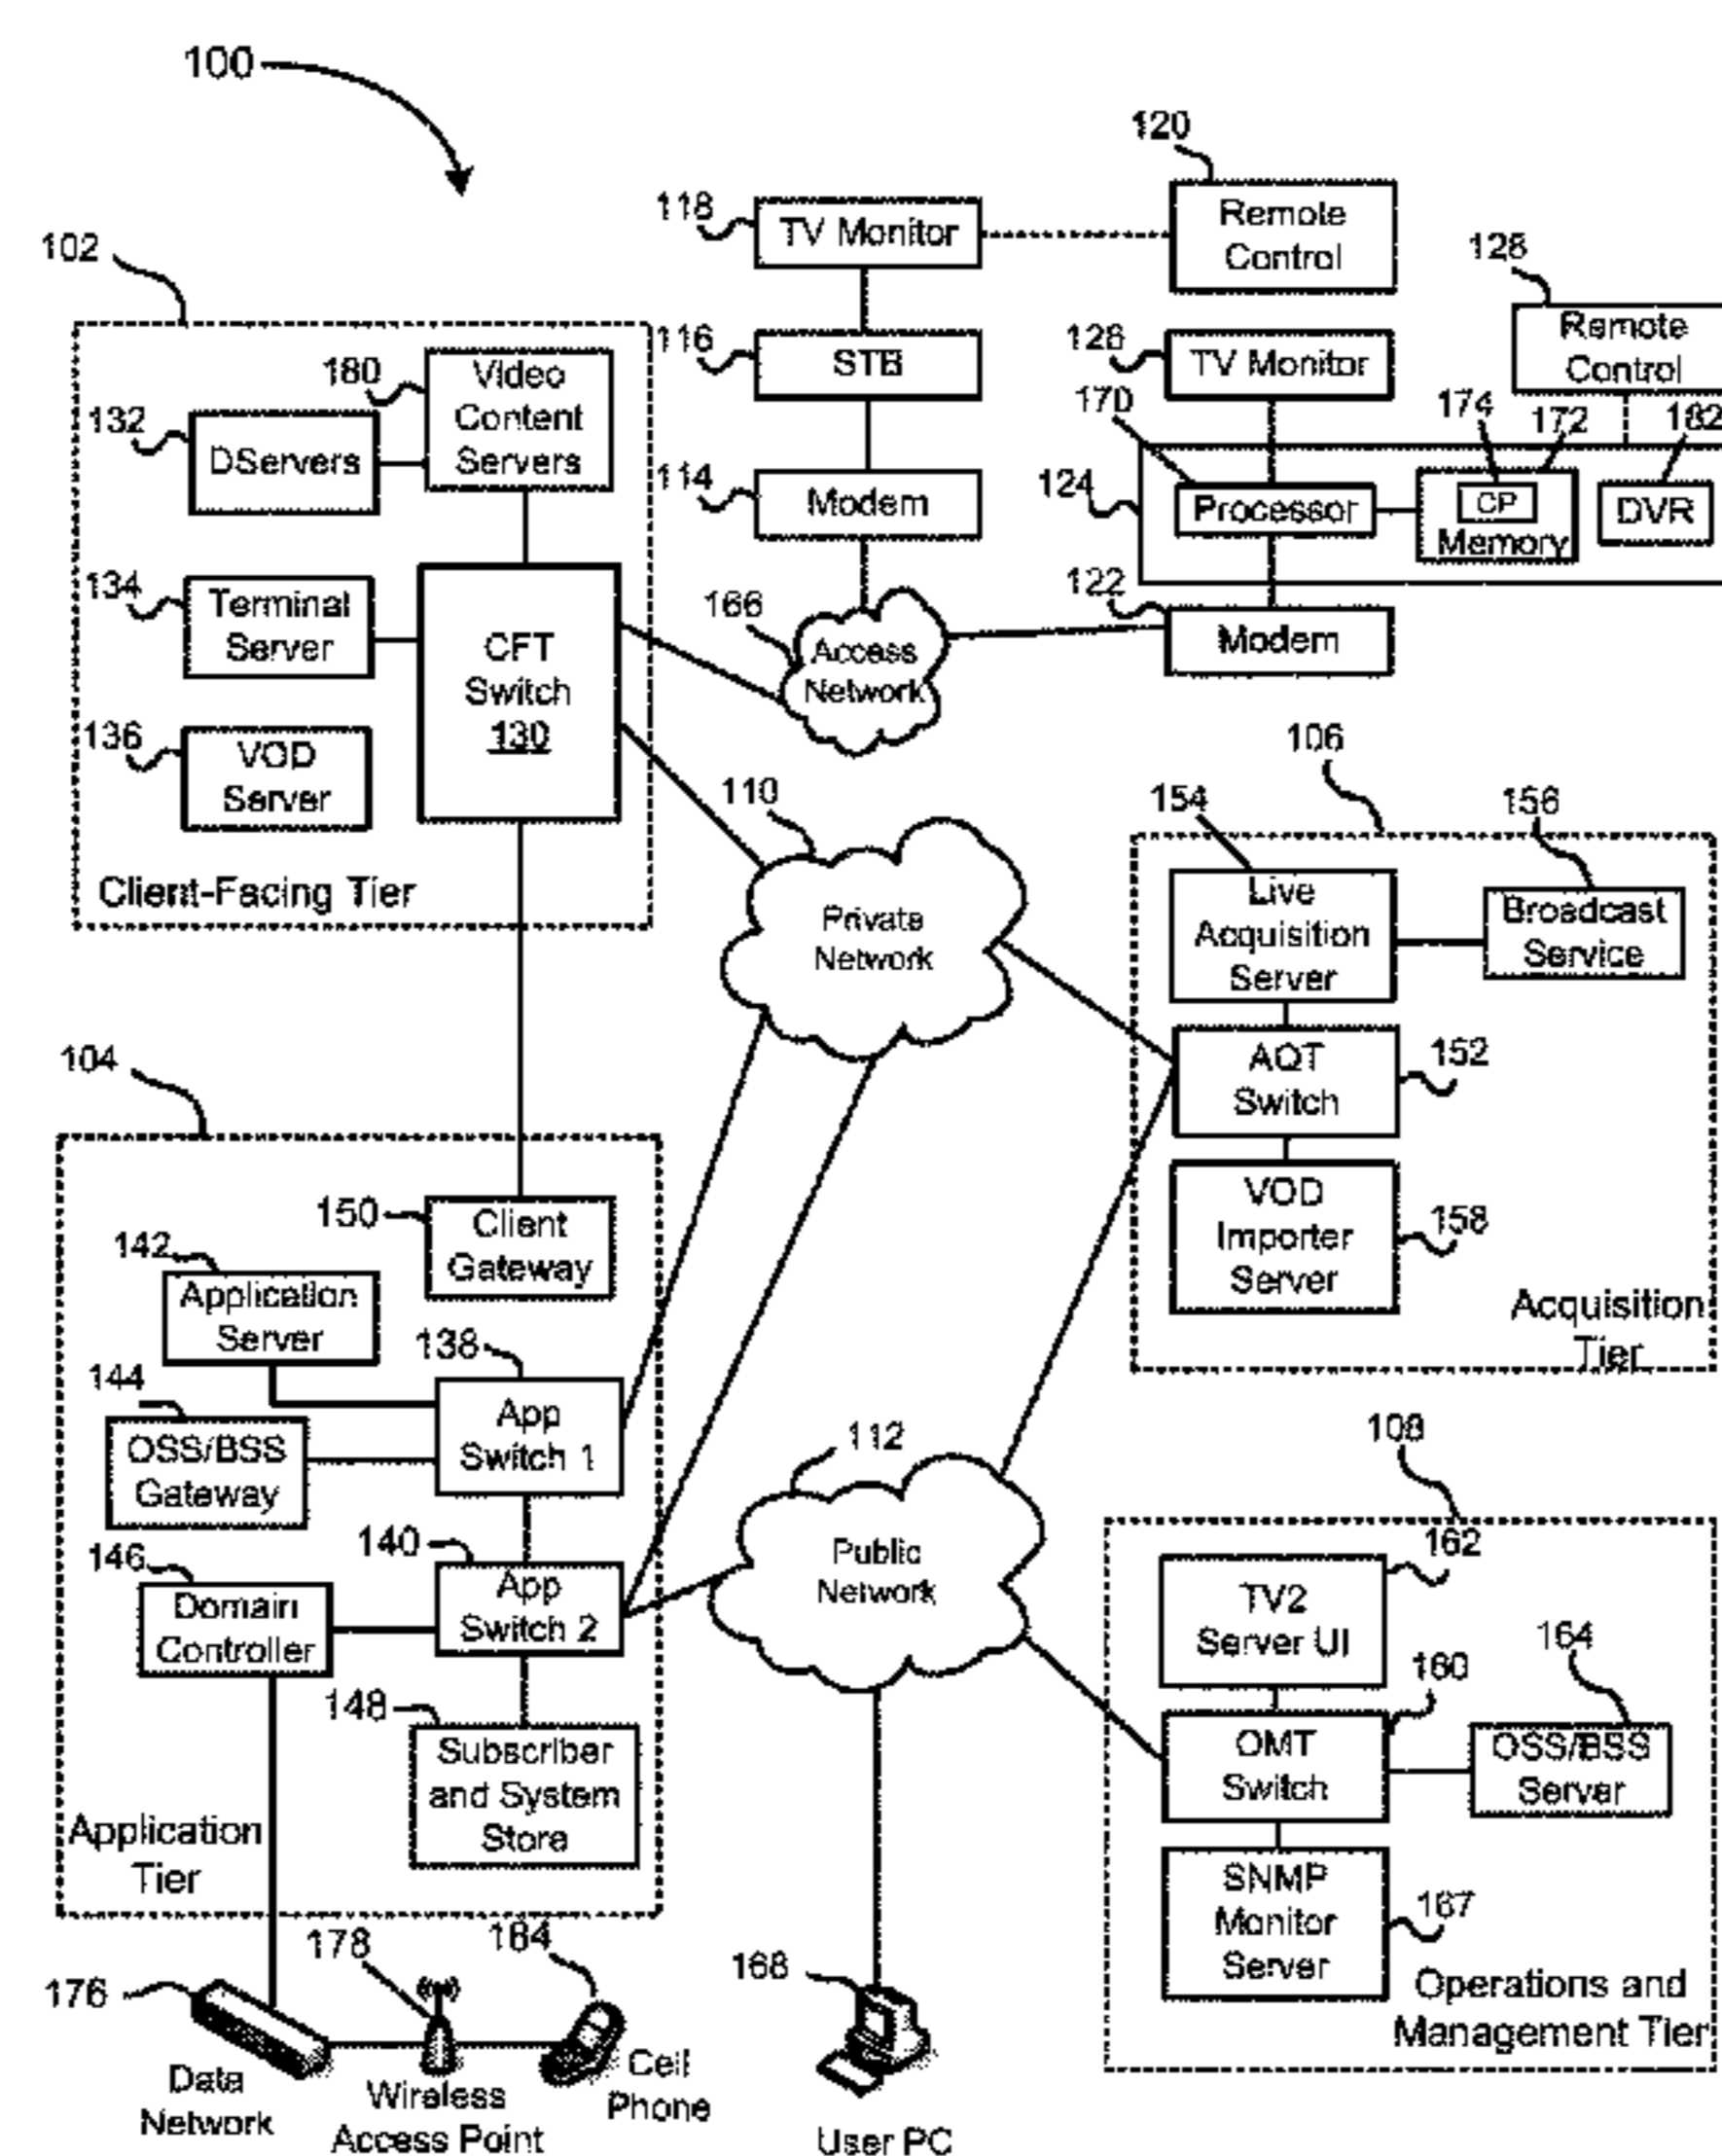 100
120
118
TV Monitor
Remote
Control
102
128
116
STB
128
TV Monitor
Remote
Control
180
Video
Content
Servers
132
DServers
170
174
172
182
114
Modem
124
Processor
CP
Memory
DVR
134
Terminal
Server
CFT
Switch
130
166
Access
Network
122
Modem
136
VOD
Server
106
110
154
156
Client-Facing Tier
Private
Network
Live
Acquisition
Server
Broadcast
Service
104
AQT
Switch
152
150
Client
Gateway
VOD
Importer
Server
158
142
Application
Server
Acquisition
Tier
138
144
App
Switch 1
OSS/BSS
Gateway
112
108
140
146
App
Switch 2
Domain
Controller
Public
Network
162
TV2
Server UI
164
160
148
Subscriber
and System
Store
OMT
Switch
OSS/BSS
Server
Application
Tier
SNMP
Monitor
Server
167
178
184
168
176
Operations and
Management Tier
Data
Network
Wireless
Access Point
Cell
Phone
User PC